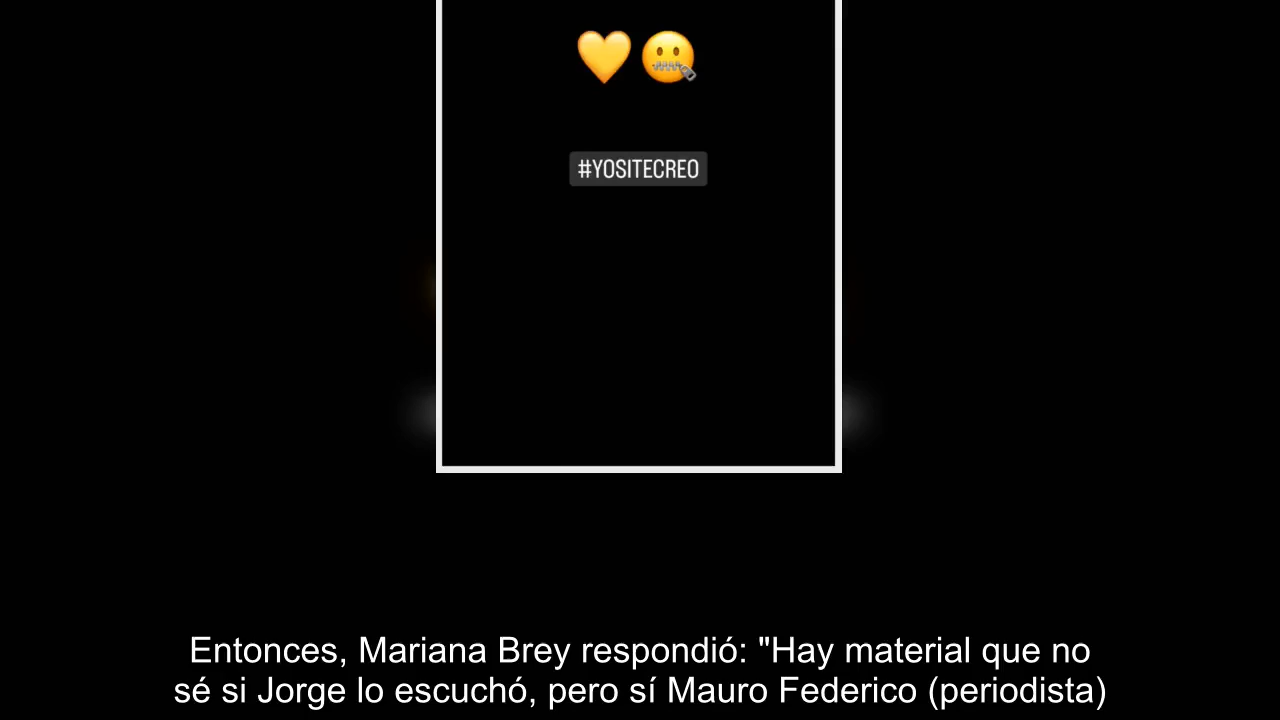 #YOSITECREO
Entonces, Mariana Brey respondió: "Hay material que no
sé si Jorge lo escuchó, pero sí Mauro Federico (periodista)